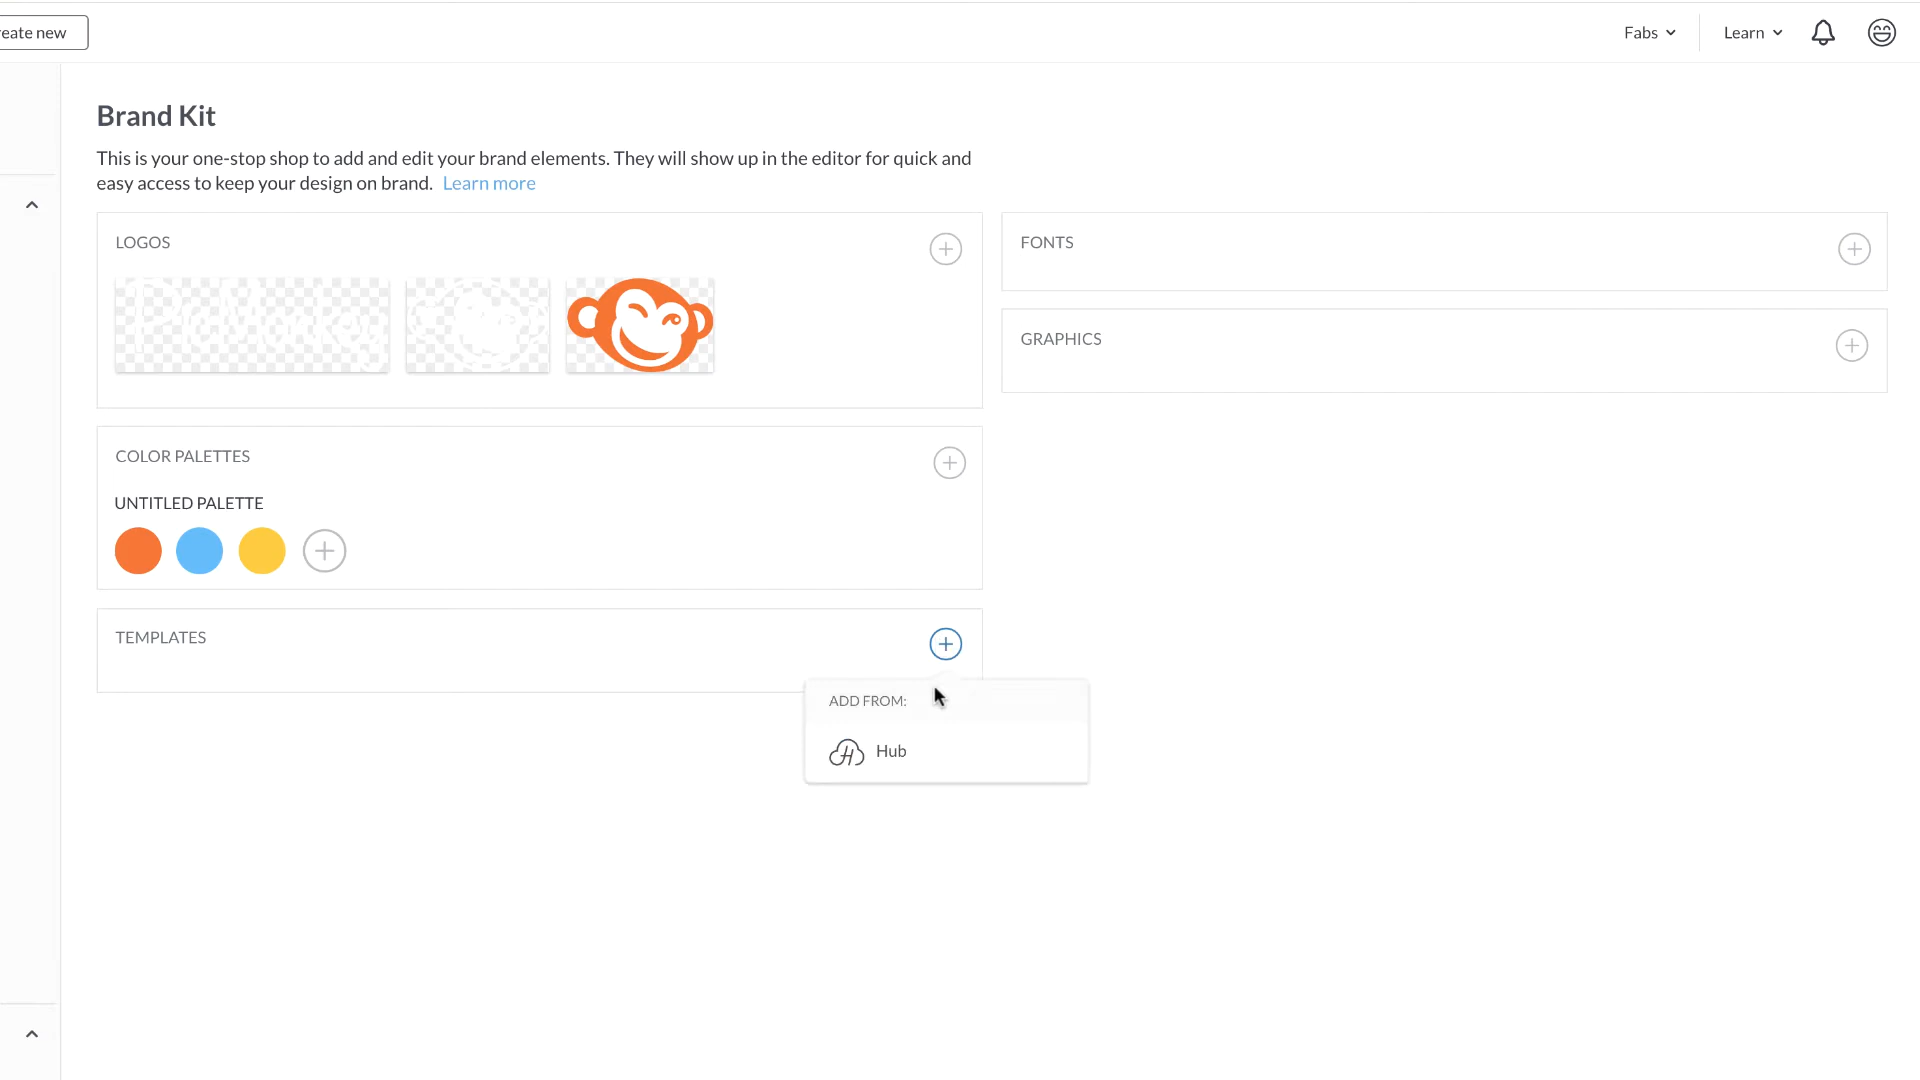 eate new
Fabs
Learn
Brand Kit
This is your one-stop shop to add and edit your brand elements. They will show up in the editor for quick and
easy access to keep your design on brand. Learn more
LOGOS
PicMonkey
COLOR PALETTES
UNTITLED PALETTE
TEMPLATES
ADD FROM:
Hub
FONTS
GRAPHICS